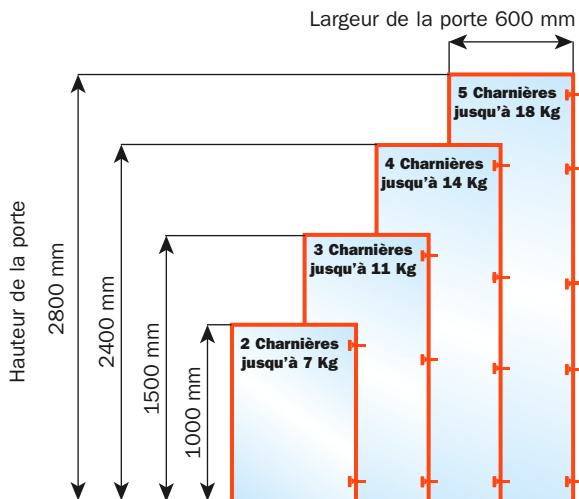 Largeur de la porte 600 mm
5 Charnières
jusqu'à 18 Kg
4 Charnières
jusqu'à 14 Kg
3 Charnières
jusqu'à 11 Kg
2 Charnières
jusqu'à 7 Kg
Hauteur de la porte
2800 mm
2400 mm
1500 mm
1000 mm